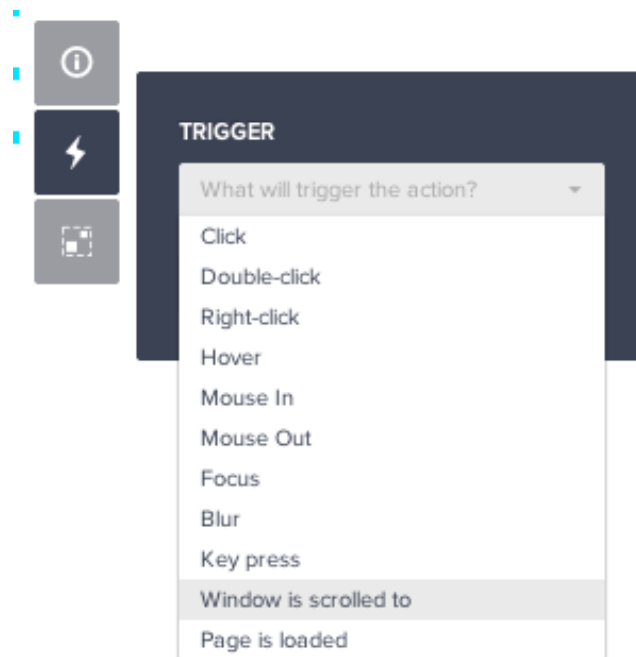 TRIGGER
What will trigger the action?
Click
Double-click
Right-click
Hover
Mouse In
Mouse Out
Focus
Blur
Key press
Window is scrolled to
Page is loaded